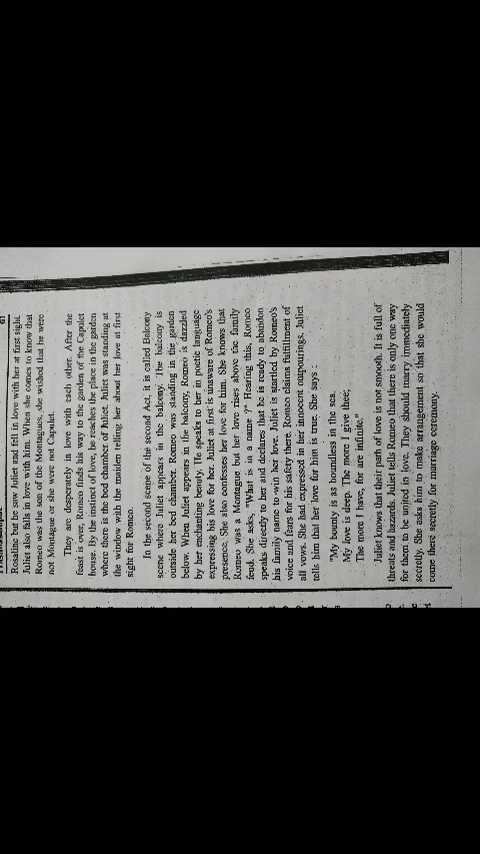 61
Rosaline but he saw Juliet and fell in love with her at first sight.
Juliet also falls in love with him. When she comes to know that
Romeo was the son of the Montagues, she wished that he were
not Montague or she were not Capulet.
They are desperately in love with each other. After the
feast is over, Romeo finds his way to the garden of the Capulet
house. By the instinct of love, he reaches the place in the garden
where there is the bed chamber of Juliet. Juliet was standing at
the window with the maiden telling her about her love at first
sight for Romeo.
In the second scene of the second Act, it is called Balcony
scene where Juliet appears in the balcony. The balcony is
outside her bed chamber. Romeo was standing in the garden
below. When Juliet appears in the balcony, Romeo is dazzled
by her enchanting beauty. He speaks to her in poetic language
expressing his love for her. Juliet at first is unaware of Romeo's
presence. She also confesses her love for him. She knows that
Romeo was a Montague but her love rises above the family
feud. She asks, "What is in a name ?" Hearing this, Romeo
speaks directly to her and declares that he is ready to abandon
his family name to win her love. Juliet is startled by Romeo's
voice and fears for his safety there. Romeo claims fulfillment of
all vows. She had expressed in her innocent outpourings. Juliet
tells him that her love for him is true. She says :
"My bounty is as boundless in the sea.
My love is deep. The more I give thee;
The more I have, for are infinite."
Juliet knows that their path of love is not smooth. It is full of
threats and hazards. Juliet tells Romeo that there is only one way
for them to be united in love. They should marry immediately
secretly. She asks him to make arrangement so that she would
come there secretly for marriage ceremony.